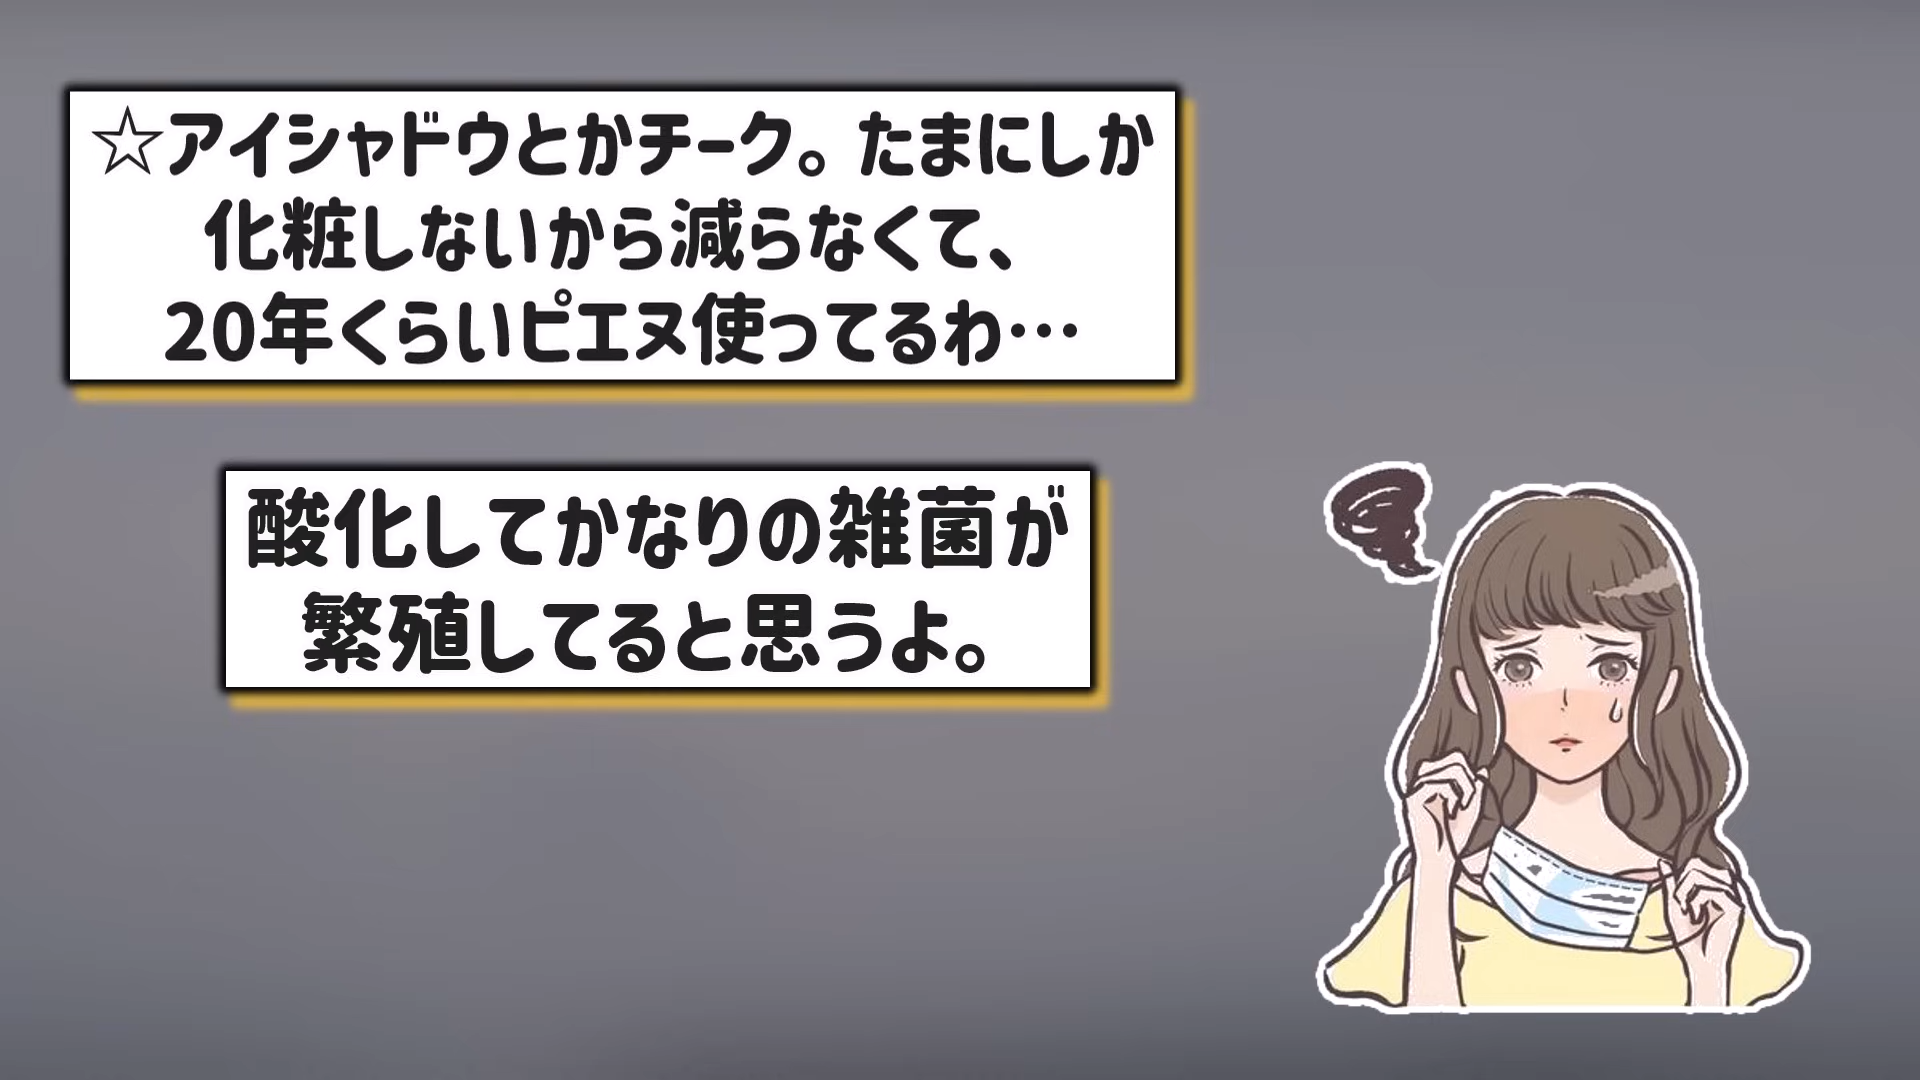 ☆アイシャドウとかチーク。たまにしか
化粧しないから減らなくて、
20年くらいピエヌ使ってるわ…
酸化してかなりの雑菌が
繁殖してると思うよ。